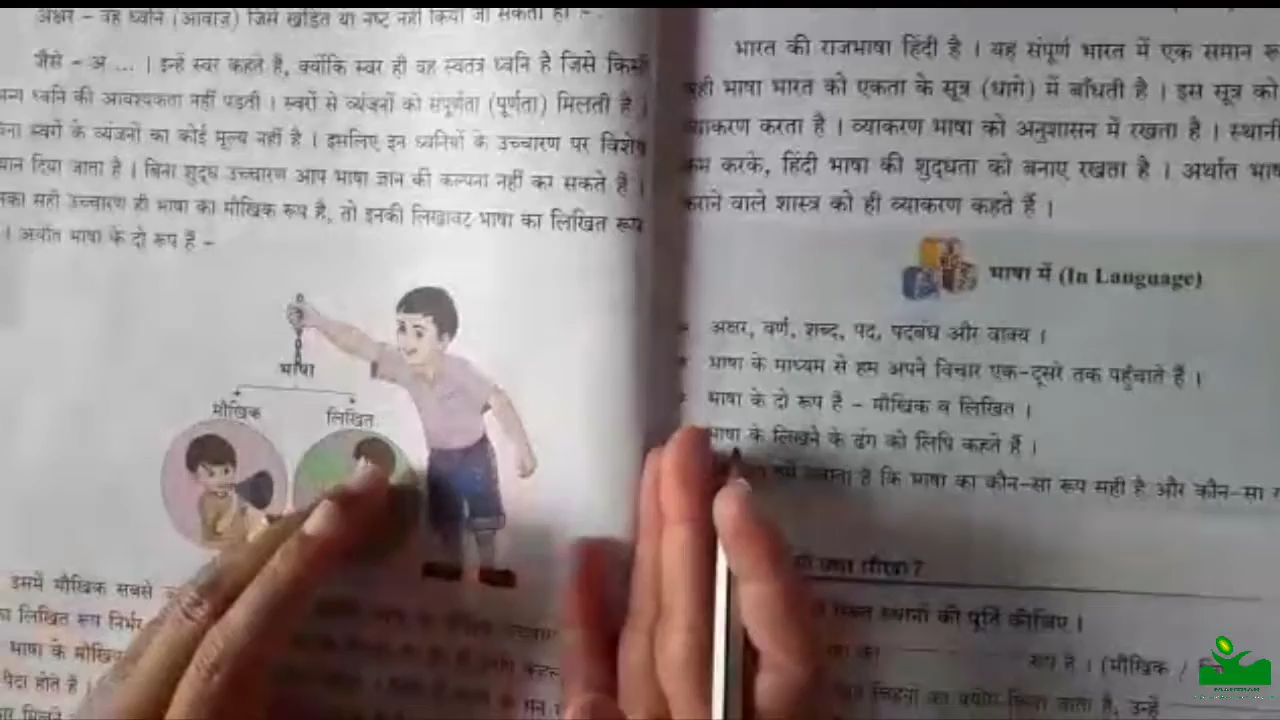 अक्षर – वह ध्वनि (आवाज़) जिसे खंडित या नष्ट नहीं किया जा सकता हो –
जैसे – अ ... । इन्हें स्वर कहते हैं, क्योंकि स्वर ही वह स्वतंत्र ध्वनि है जिसे किसी
अन्य ध्वनि की आवश्यकता नहीं पड़ती । स्वरों से व्यंजनों को संपूर्णता (पूर्णता) मिलती है ।
बिना स्वरों के व्यंजनों का कोई मूल्य नहीं है । इसलिए इन ध्वनियों के उच्चारण पर विशेष
ध्यान दिया जाता है । बिना शुद्ध उच्चारण आप भाषा ज्ञान की कल्पना नहीं कर सकते हैं ।
सही उच्चारण ही भाषा का मौखिक रूप है, तो इनकी लिखावट भाषा का लिखित रूप
। अर्थात भाषा के दो रूप हैं –
भाषा
मौखिक लिखित
इसमें मौखिक सबसे
का लिखित रूप निर्भर
भाषा के मौखिक
पैदा होते हैं ।
भारत की राजभाषा हिंदी है । यह संपूर्ण भारत में एक समान
यही भाषा भारत को एकता के सूत्र (धागे) में बाँधती है । इस सूत्र को
व्याकरण करता है । व्याकरण भाषा को अनुशासन में रखता है । स्थानी
कम करके, हिंदी भाषा की शुद्धता को बनाए रखता है । अर्थात भाषा
कराने वाले शास्त्र को ही व्याकरण कहते हैं ।
भाषा में (In Language)
अक्षर, वर्ण, शब्द, पद, पदबंध और वाक्य ।
भाषा के माध्यम से हम अपने विचार एक-दूसरे तक पहुँचाते हैं ।
भाषा के दो रूप हैं – मौखिक व लिखित ।
भाषा के लिखने के ढंग को लिपि कहते हैं ।
बताता है कि भाषा का कौन-सा रूप सही है और कौन-सा
क्या सीखा?
रिक्त स्थानों की पूर्ति कीजिए ।
रूप है । (मौखिक /
चिह्नों का प्रयोग किया जाता है, उन्हें